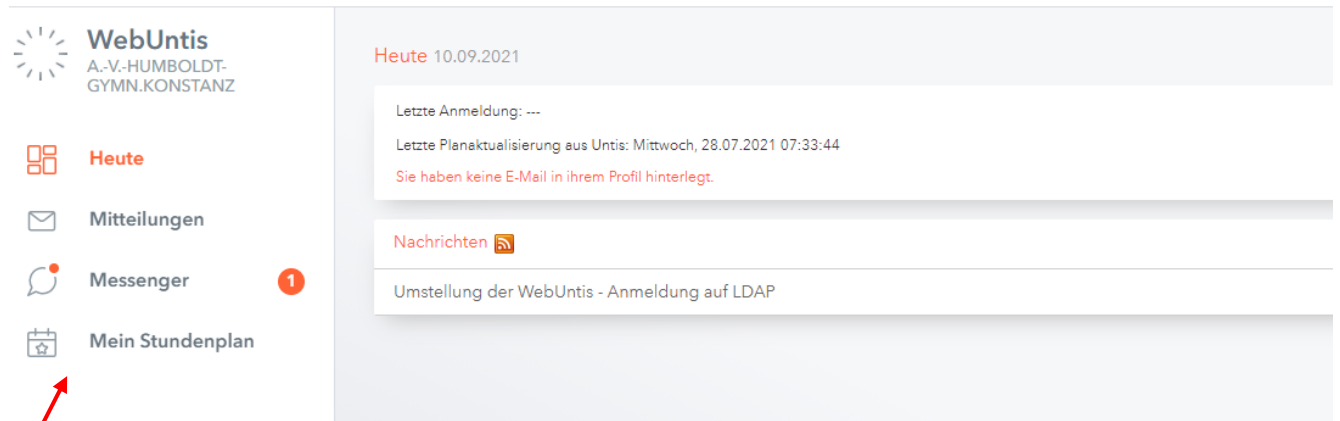 WebUntis
A.-V.-HUMBOLDT-
GYMN.KONSTANZ
Heute
Mitteilungen
Messenger 1
Mein Stundenplan
Heute 10.09.2021
Letzte Anmeldung: ---
Letzte Planaktualisierung aus Untis: Mittwoch, 28.07.2021 07:33:44
Sie haben keine E-Mail in ihrem Profil hinterlegt.
Nachrichten
Umstellung der WebUntis - Anmeldung auf LDAP